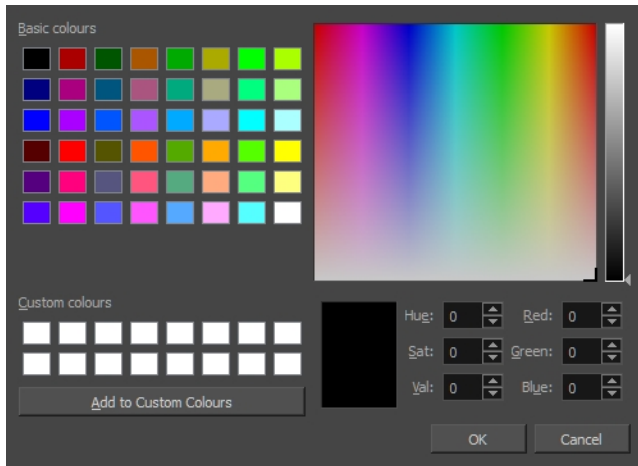 Basic colours
Custom colours
Add to Custom Colours
Hue: 0 Red: 0
Sat: 0 Green: 0
Val: 0 Blue: 0
OK Cancel